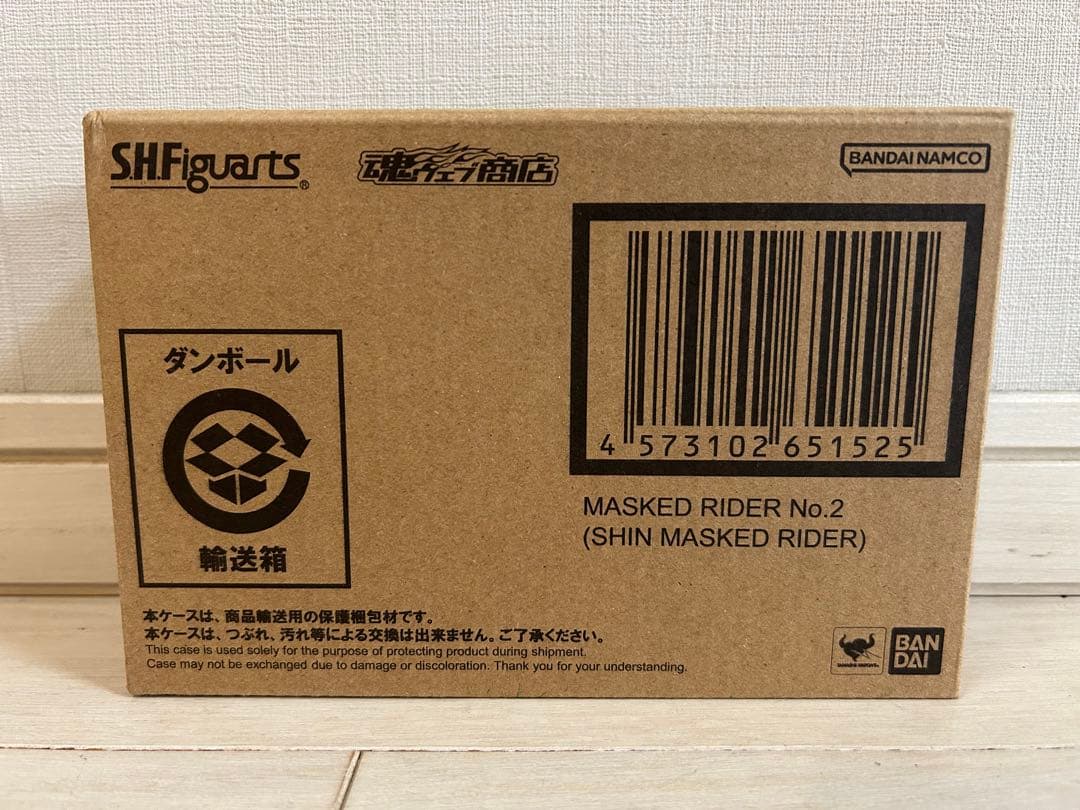 S.H.Figuarts®
魂ウェブ商店
BANDAI NAMCO
4 573102 651525
MASKED RIDER No.2
(SHIN MASKED RIDER)
ダンボール
輸送箱
本ケースは、商品輸送用の保護梱包材です。
本ケースは、つぶれ、汚れ等による交換は出来ません。ご了承ください。
This case is used solely for the purpose of protecting product during shipment.
Case may not be exchanged due to damage or discoloration. Thank you for your understanding.
TAMASHII NATIONS
BAN
DAI